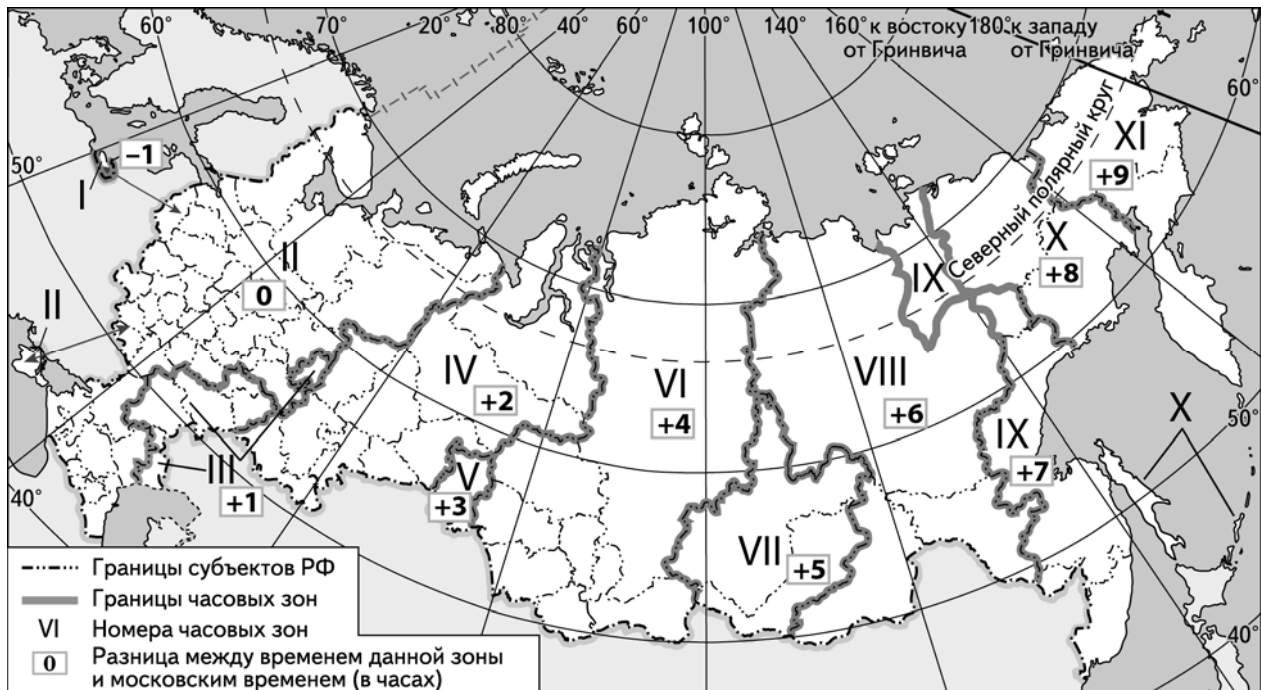 60° 70° 20° 40° 60° 100° 140° 160° к востоку 180° к западу
от Гринвича от Гринвича
60°
50°
–1
I
Северный полярный круг
XI
+9
II
0
X
+8
IX
II
IV
+2
VI
+4
VIII
+6
X
50°
IX
+7
III
+1
V
+3
40°
VII
+5
40°
Границы субъектов РФ
Границы часовых зон
VI Номера часовых зон
0 Разница между временем данной зоны
и московским временем (в часах)